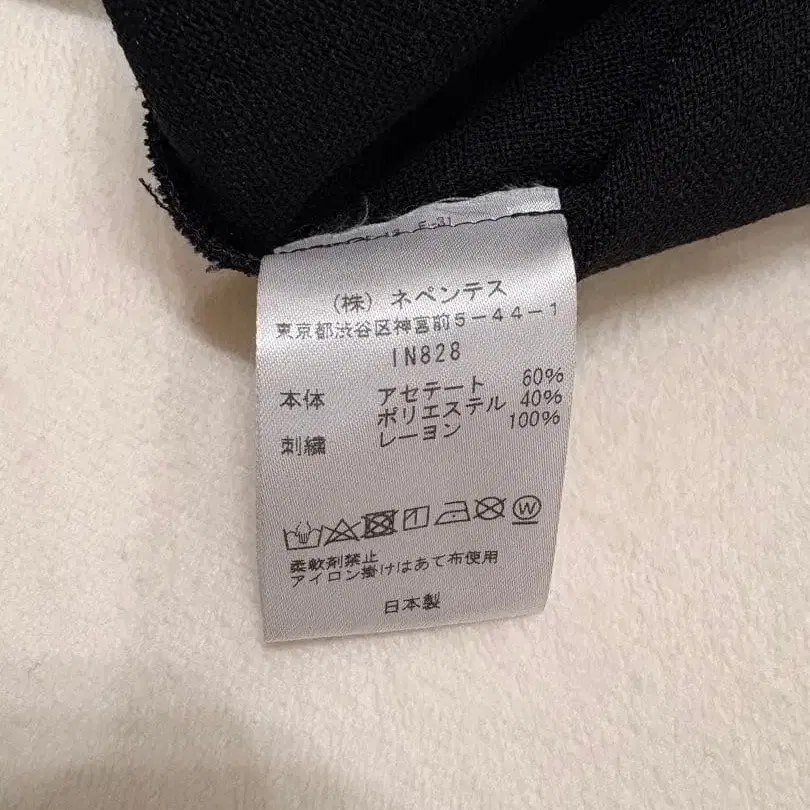 (株) ネペンテス
東京都渋谷区神宮前5-44-1
IN828
本体 アセテート 60%
ポリエステル 40%
刺繍 レーヨン 100%
W
柔軟剤禁止
アイロン掛けはあて布使用
日本製